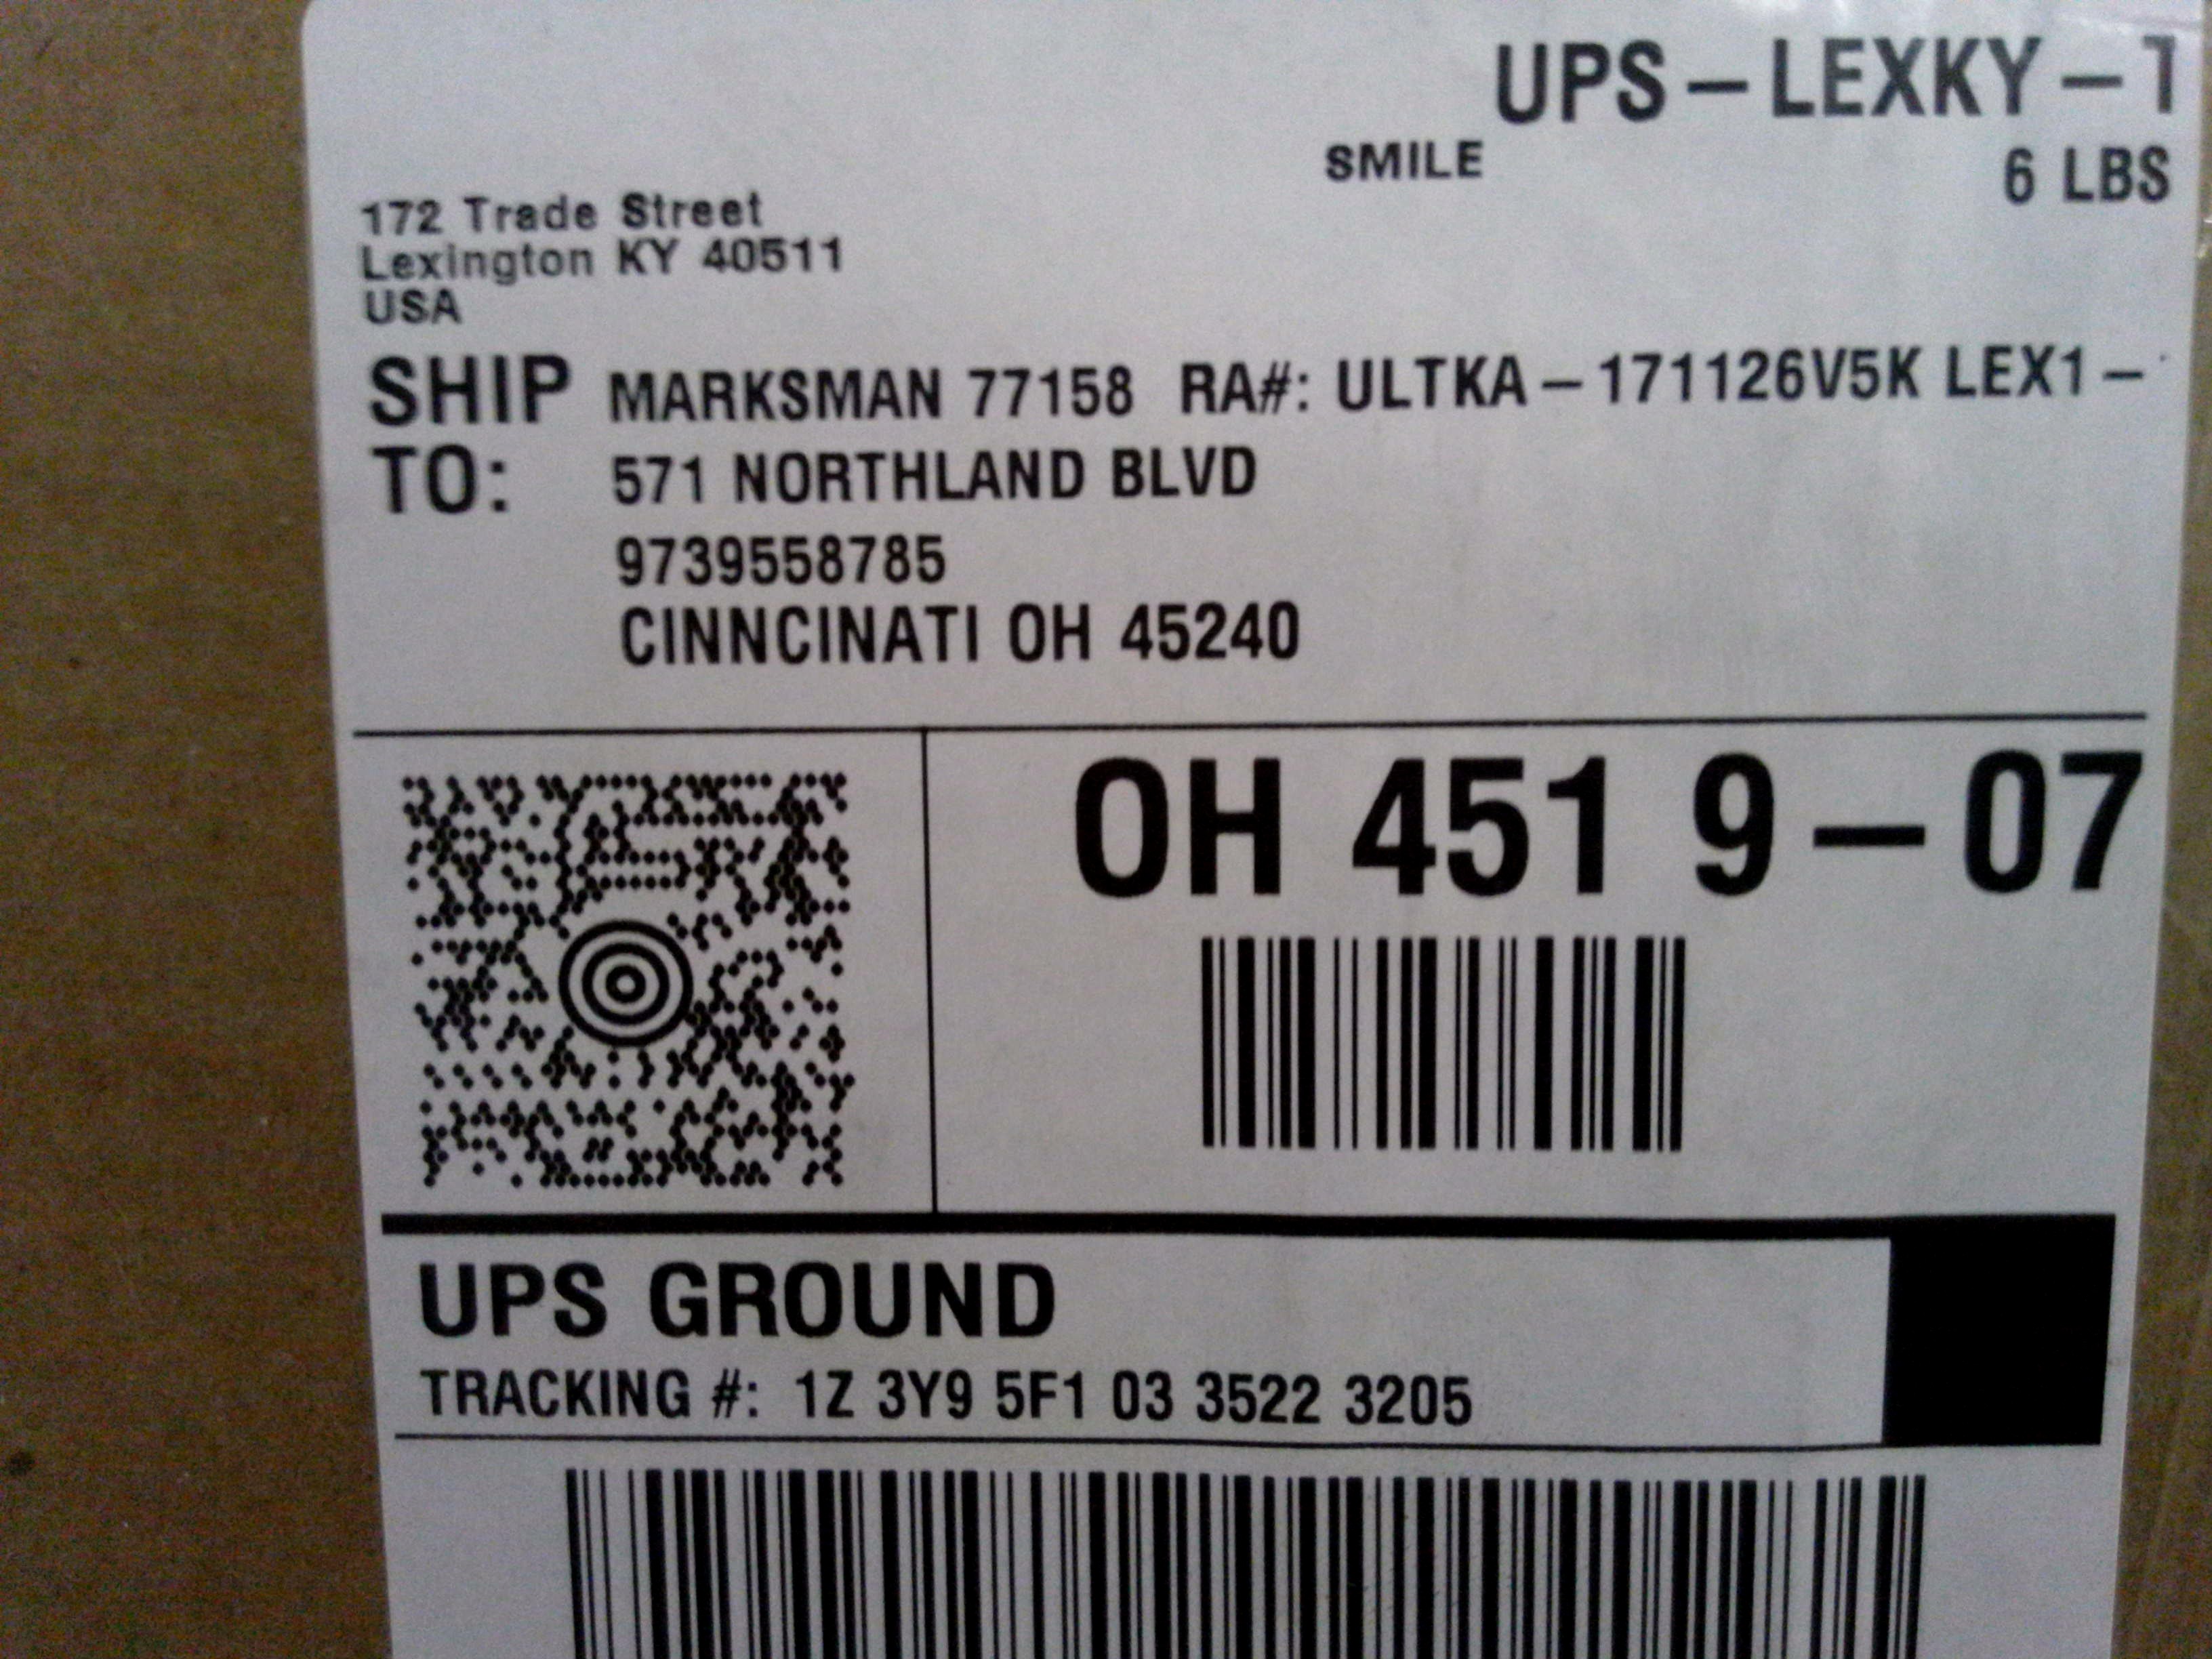 UPS – LEXKY – 1
SMILE
6 LBS
172 Trade Street
Lexington KY 40511
USA
SHIP TO:
MARKSMAN 77158 RA#: ULTKA – 171126V5K LEX1 –
571 NORTHLAND BLVD
9739558785
CINNCINATI OH 45240
OH 451 9 – 07
UPS GROUND
TRACKING #: 1Z 3Y9 5F1 03 3522 3205